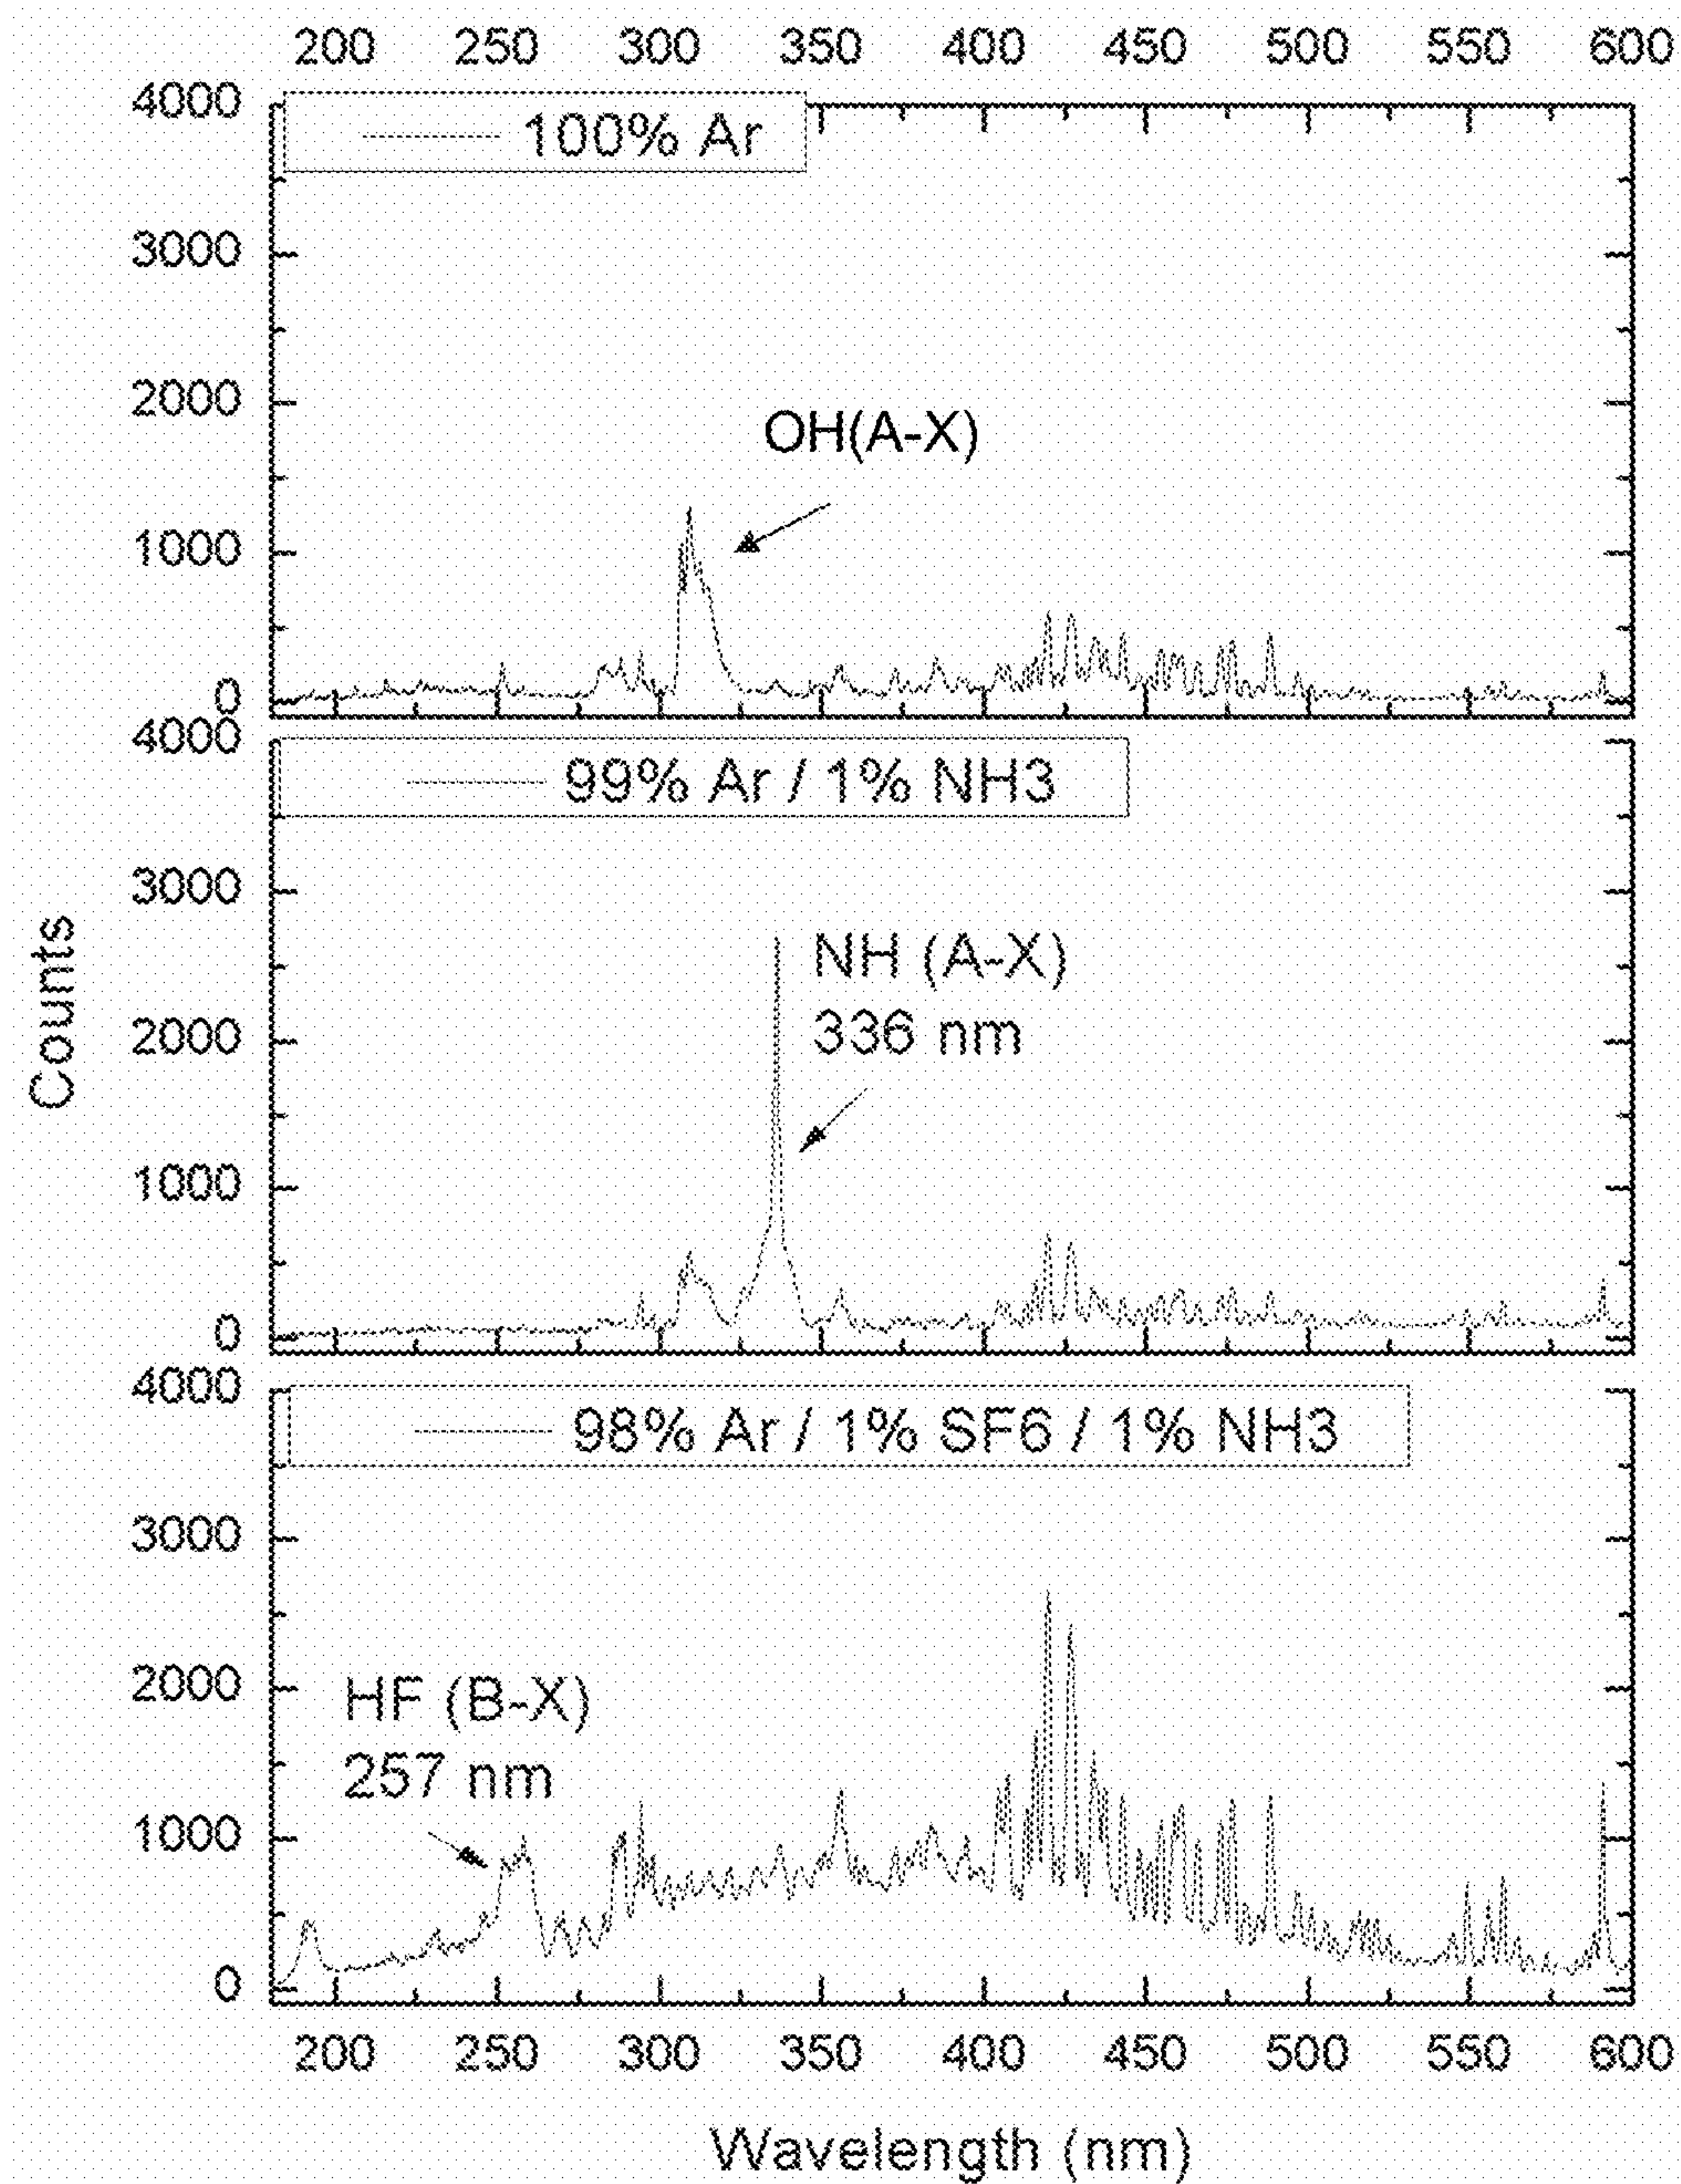 200 250 300 350 400 450 500 550 600
4000
100% Ar
3000
2000
OH(A-X)
1000
0
4000
99% Ar / 1% NH3
3000
NH (A-X)
2000
336 nm
Counts
1000
0
4000
98% Ar / 1% SF6 / 1% NH3
3000
2000
HF (B-X)
257 nm
1000
0
200 250 300 350 400 450 500 550 600
Wavelength (nm)